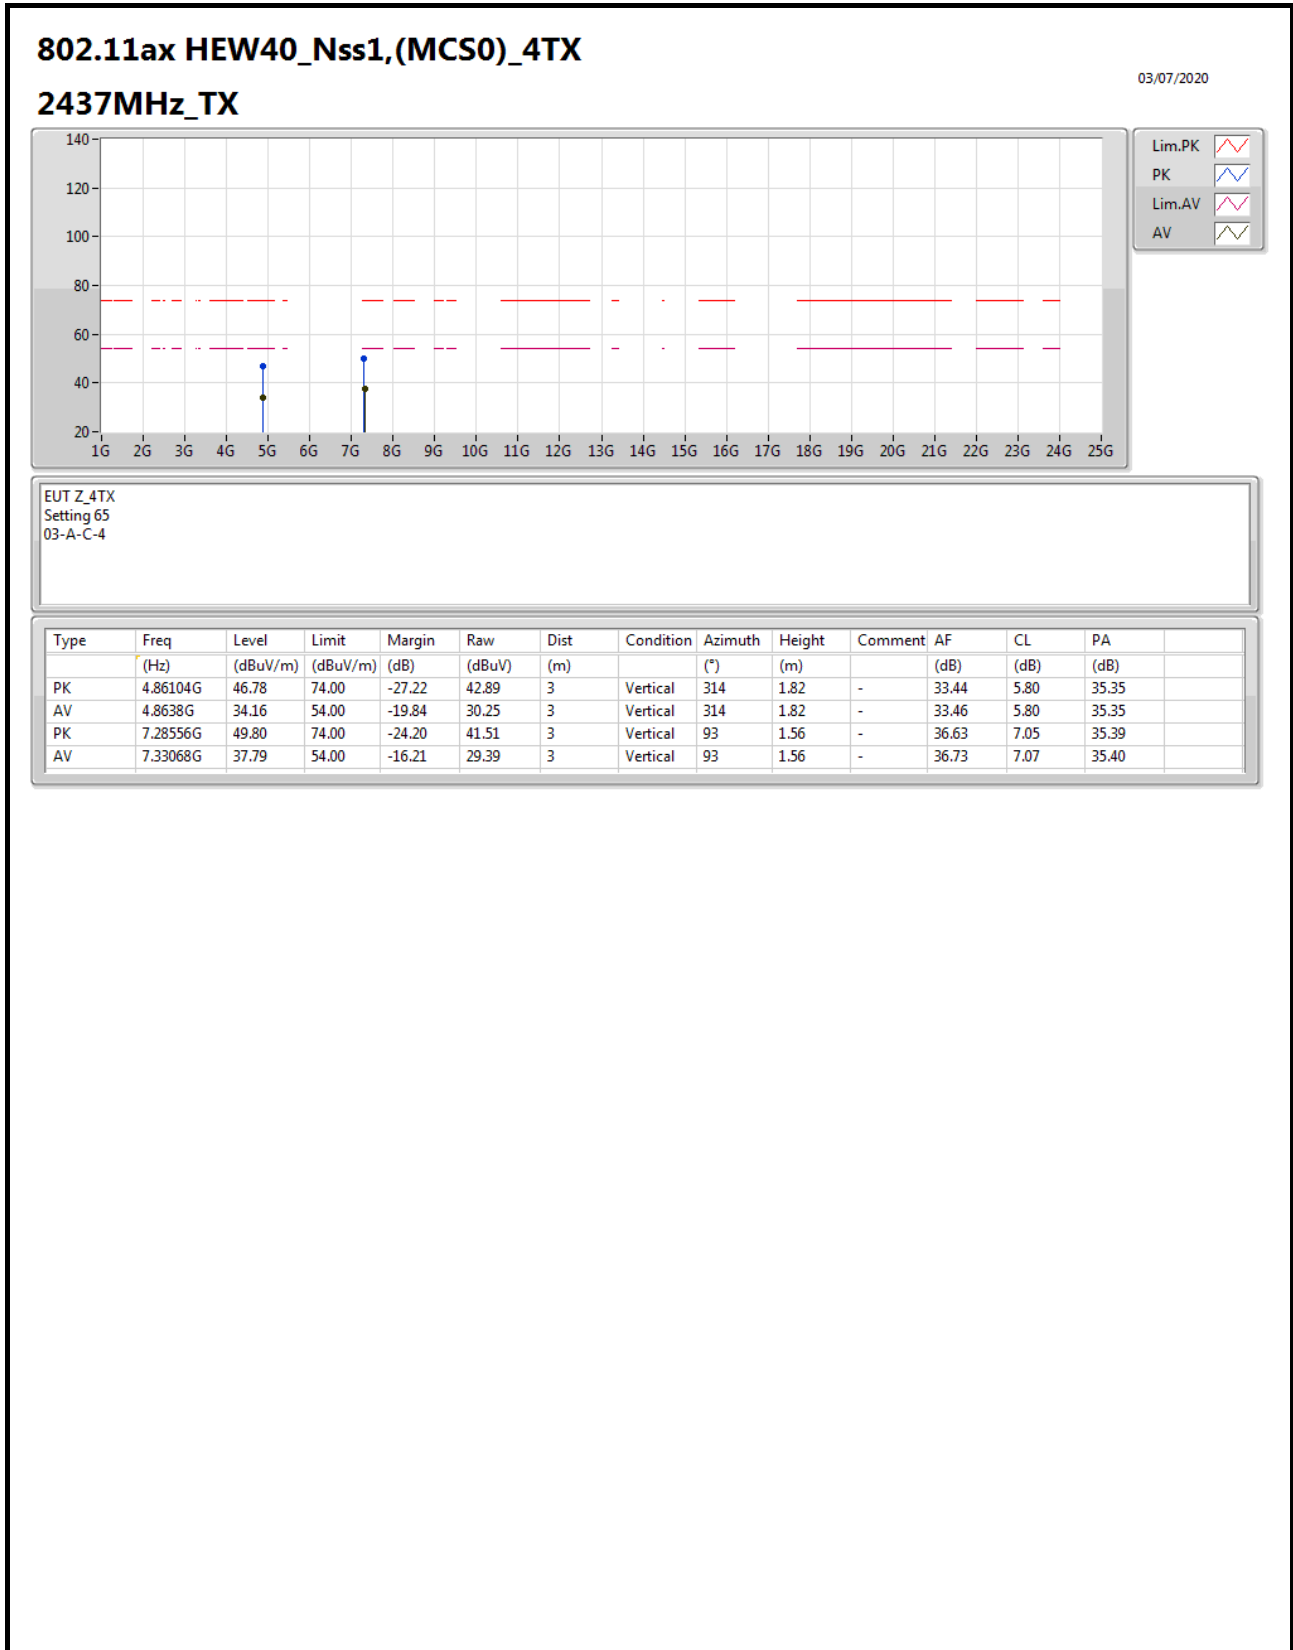 802.11ax HEW40_Nss1,(MCS0)_4TX
03/07/2020
2437MHz_TX
140
120
100
80
60
40
20
1G 2G 3G 4G 5G 6G 7G 8G 9G 10G 11G 12G 13G 14G 15G 16G 17G 18G 19G 20G 21G 22G 23G 24G 25G
Lim.PK
PK
Lim.AV
AV
EUT Z_4TX
Setting 65
03-A-C-4
Type Freq Level Limit Margin Raw Dist Condition Azimuth Height Comment AF CL PA
(Hz) (dBuV/m) (dBuV/m) (dB) (dBuV) (m) (°) (m) (dB) (dB) (dB)
PK 4.86104G 46.78 74.00 -27.22 42.89 3 Vertical 314 1.82 - 33.44 5.80 35.35
AV 4.8638G 34.16 54.00 -19.84 30.25 3 Vertical 314 1.82 - 33.46 5.80 35.35
PK 7.28556G 49.80 74.00 -24.20 41.51 3 Vertical 93 1.56 - 36.63 7.05 35.39
AV 7.33068G 37.79 54.00 -16.21 29.39 3 Vertical 93 1.56 - 36.73 7.07 35.40